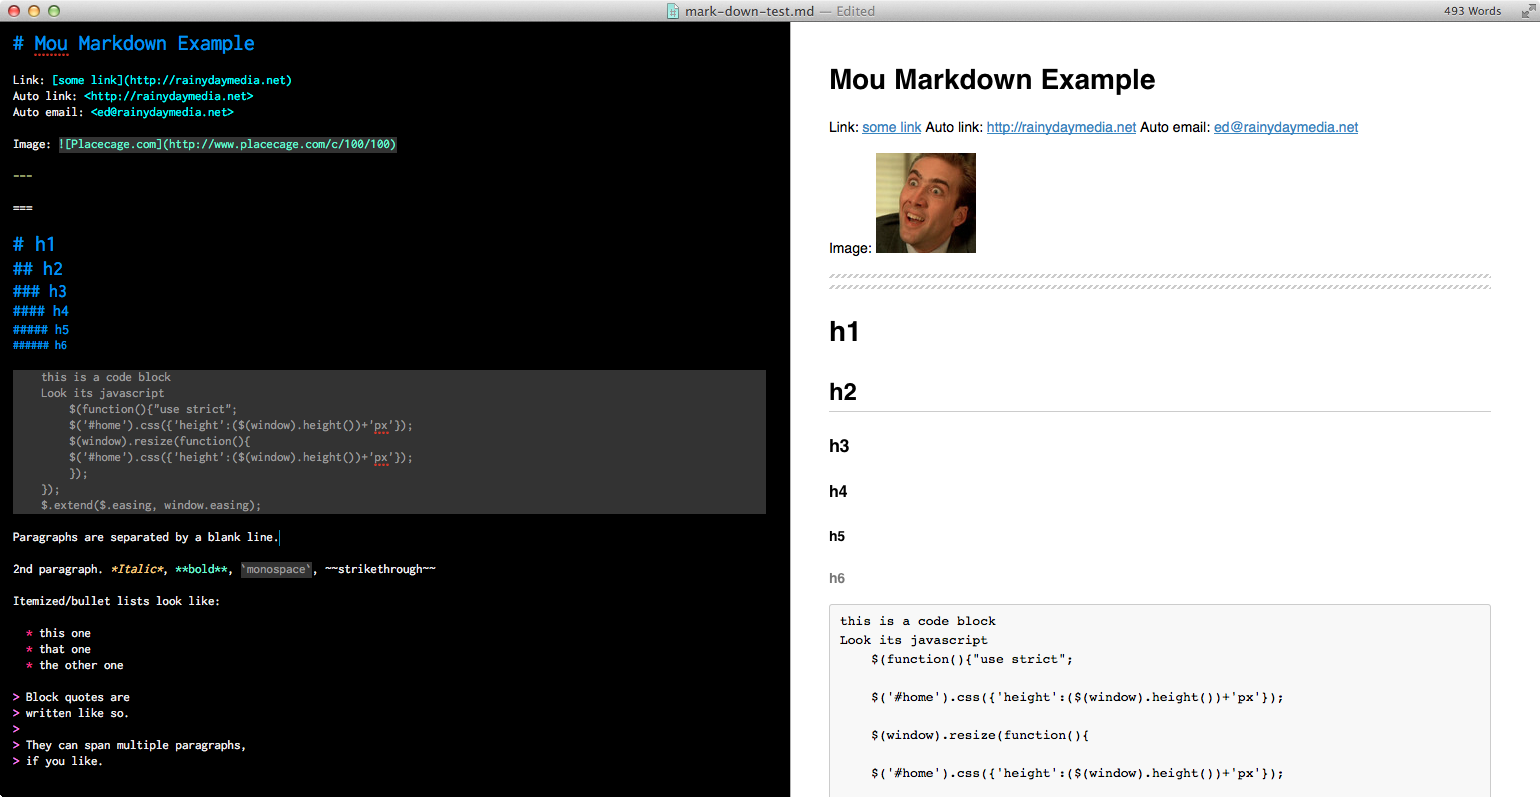 mark-down-test.md — Edited
493 Words
# Mou Markdown Example
Link: [some link](http://rainydaymedia.net)
Auto link: <http://rainydaymedia.net>
Auto email: <ed@rainydaymedia.net>
Image: ![Placecage.com](http://www.placecage.com/c/100/100)
---
===
# h1
## h2
### h3
#### h4
##### h5
###### h6
this is a code block
Look its javascript
$(function(){"use strict";
$('#home').css({'height':($(window).height())+'px'});
$(window).resize(function(){
$('#home').css({'height':($(window).height())+'px'});
});
});
$.extend($.easing, window.easing);
Paragraphs are separated by a blank line.
2nd paragraph. *Italic*, **bold**, `monospace`, ~~strikethrough~~
Itemized/bullet lists look like:
* this one
* that one
* the other one
> Block quotes are
> written like so.
>
> They can span multiple paragraphs,
> if you like.
Mou Markdown Example
Link: some link Auto link: http://rainydaymedia.net Auto email: ed@rainydaymedia.net
Image:
h1
h2
h3
h4
h5
h6
this is a code block
Look its javascript
$(function(){"use strict";
$('#home').css({'height':($(window).height())+'px'});
$(window).resize(function(){
$('#home').css({'height':($(window).height())+'px'});